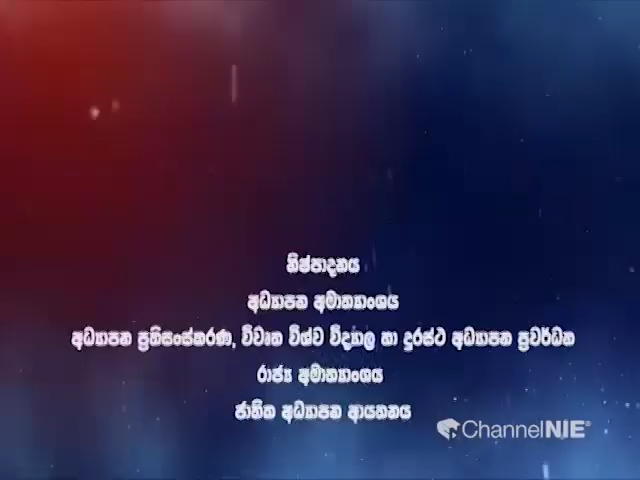 නිෂ්පාදනය
අධ්‍යාපන අමාත්‍යාංශය
අධ්‍යාපන ප්‍රතිසංස්කරණ, විවෘත විශ්ව විද්‍යාල හා දුරස්ථ අධ්‍යාපන ප්‍රවර්ධන
රාජ්‍ය අමාත්‍යාංශය
ජාතික අධ්‍යාපන ආයතනය
ChannelNIE®